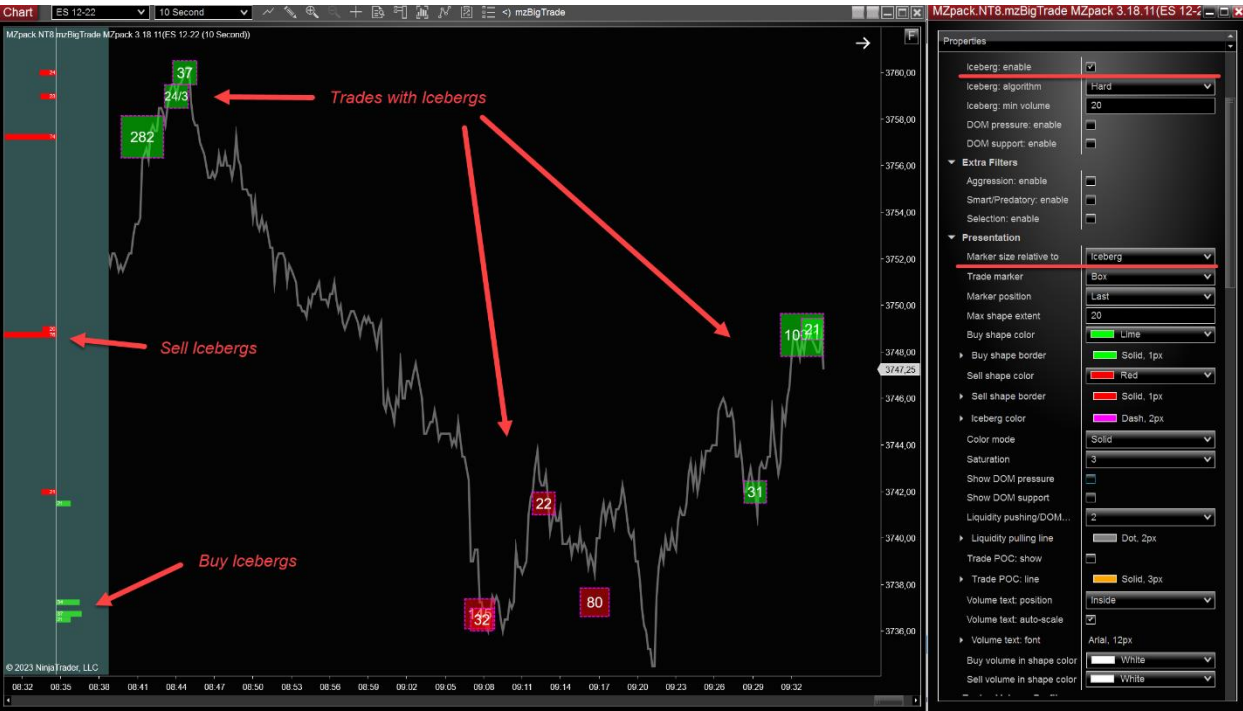 Chart ES 12-22 10 Second <) mzBigTrade
MZpack.NT8.mzBigTrade MZpack 3.18.11(ES 12-22 (10 Second))
F
37
24/3
282
Trades with Icebergs
Sell Icebergs
Buy Icebergs
21
31
22
32
80
3760,00
3758,00
3756,00
3754,00
3752,00
3750,00
3748,00
3747,25
3746,00
3744,00
3742,00
3740,00
3738,00
3736,00
© 2023 NinjaTrader, LLC
08:32 08:35 08:38 08:41 08:44 08:47 08:50 08:53 08:56 08:59 09:02 09:05 09:08 09:11 09:14 09:17 09:20 09:23 09:26 09:29 09:32
MZpack.NT8.mzBigTrade MZpack 3.18.11(ES 12-2
Properties
Iceberg: enable
Iceberg: algorithm Hard
Iceberg: min volume 20
DOM pressure: enable
DOM support: enable
Extra Filters
Aggression: enable
Smart/Predatory: enable
Selection: enable
Presentation
Marker size relative to Iceberg
Trade marker Box
Marker position Last
Max shape extent 20
Buy shape color Lime
Buy shape border Solid, 1px
Sell shape color Red
Sell shape border Solid, 1px
Iceberg color Dash, 2px
Color mode Solid
Saturation 3
Show DOM pressure
Show DOM support
Liquidity pushing/DOM... 2
Liquidity pulling line Dot, 2px
Trade POC: show
Trade POC: line Solid, 3px
Volume text: position Inside
Volume text: auto-scale
Volume text: font Arial, 12px
Buy volume in shape color White
Sell volume in shape color White